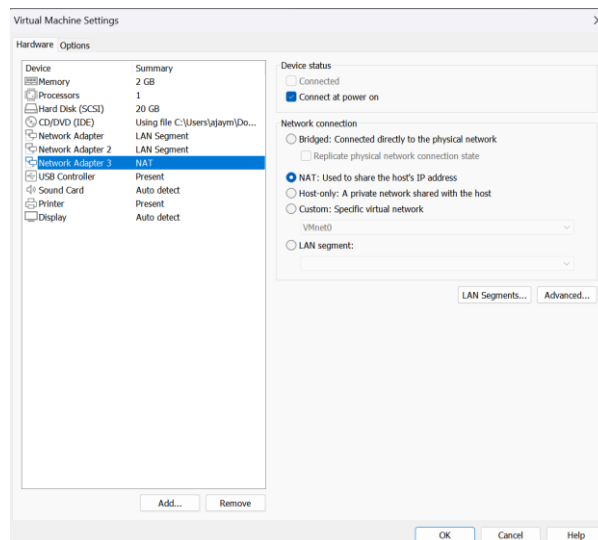 Virtual Machine Settings
Hardware Options
Device Summary
Memory 2 GB
Processors 1
Hard Disk (SCSI) 20 GB
CD/DVD (IDE) Using file C:\Users\ajaym\Do...
Network Adapter LAN Segment
Network Adapter 2 LAN Segment
Network Adapter 3 NAT
USB Controller Present
Sound Card Auto detect
Printer Present
Display Auto detect
Add... Remove
Device status
Connected
Connect at power on
Network connection
Bridged: Connected directly to the physical network
Replicate physical network connection state
NAT: Used to share the host's IP address
Host-only: A private network shared with the host
Custom: Specific virtual network
VMnet0
LAN segment:
LAN Segments... Advanced...
OK Cancel Help